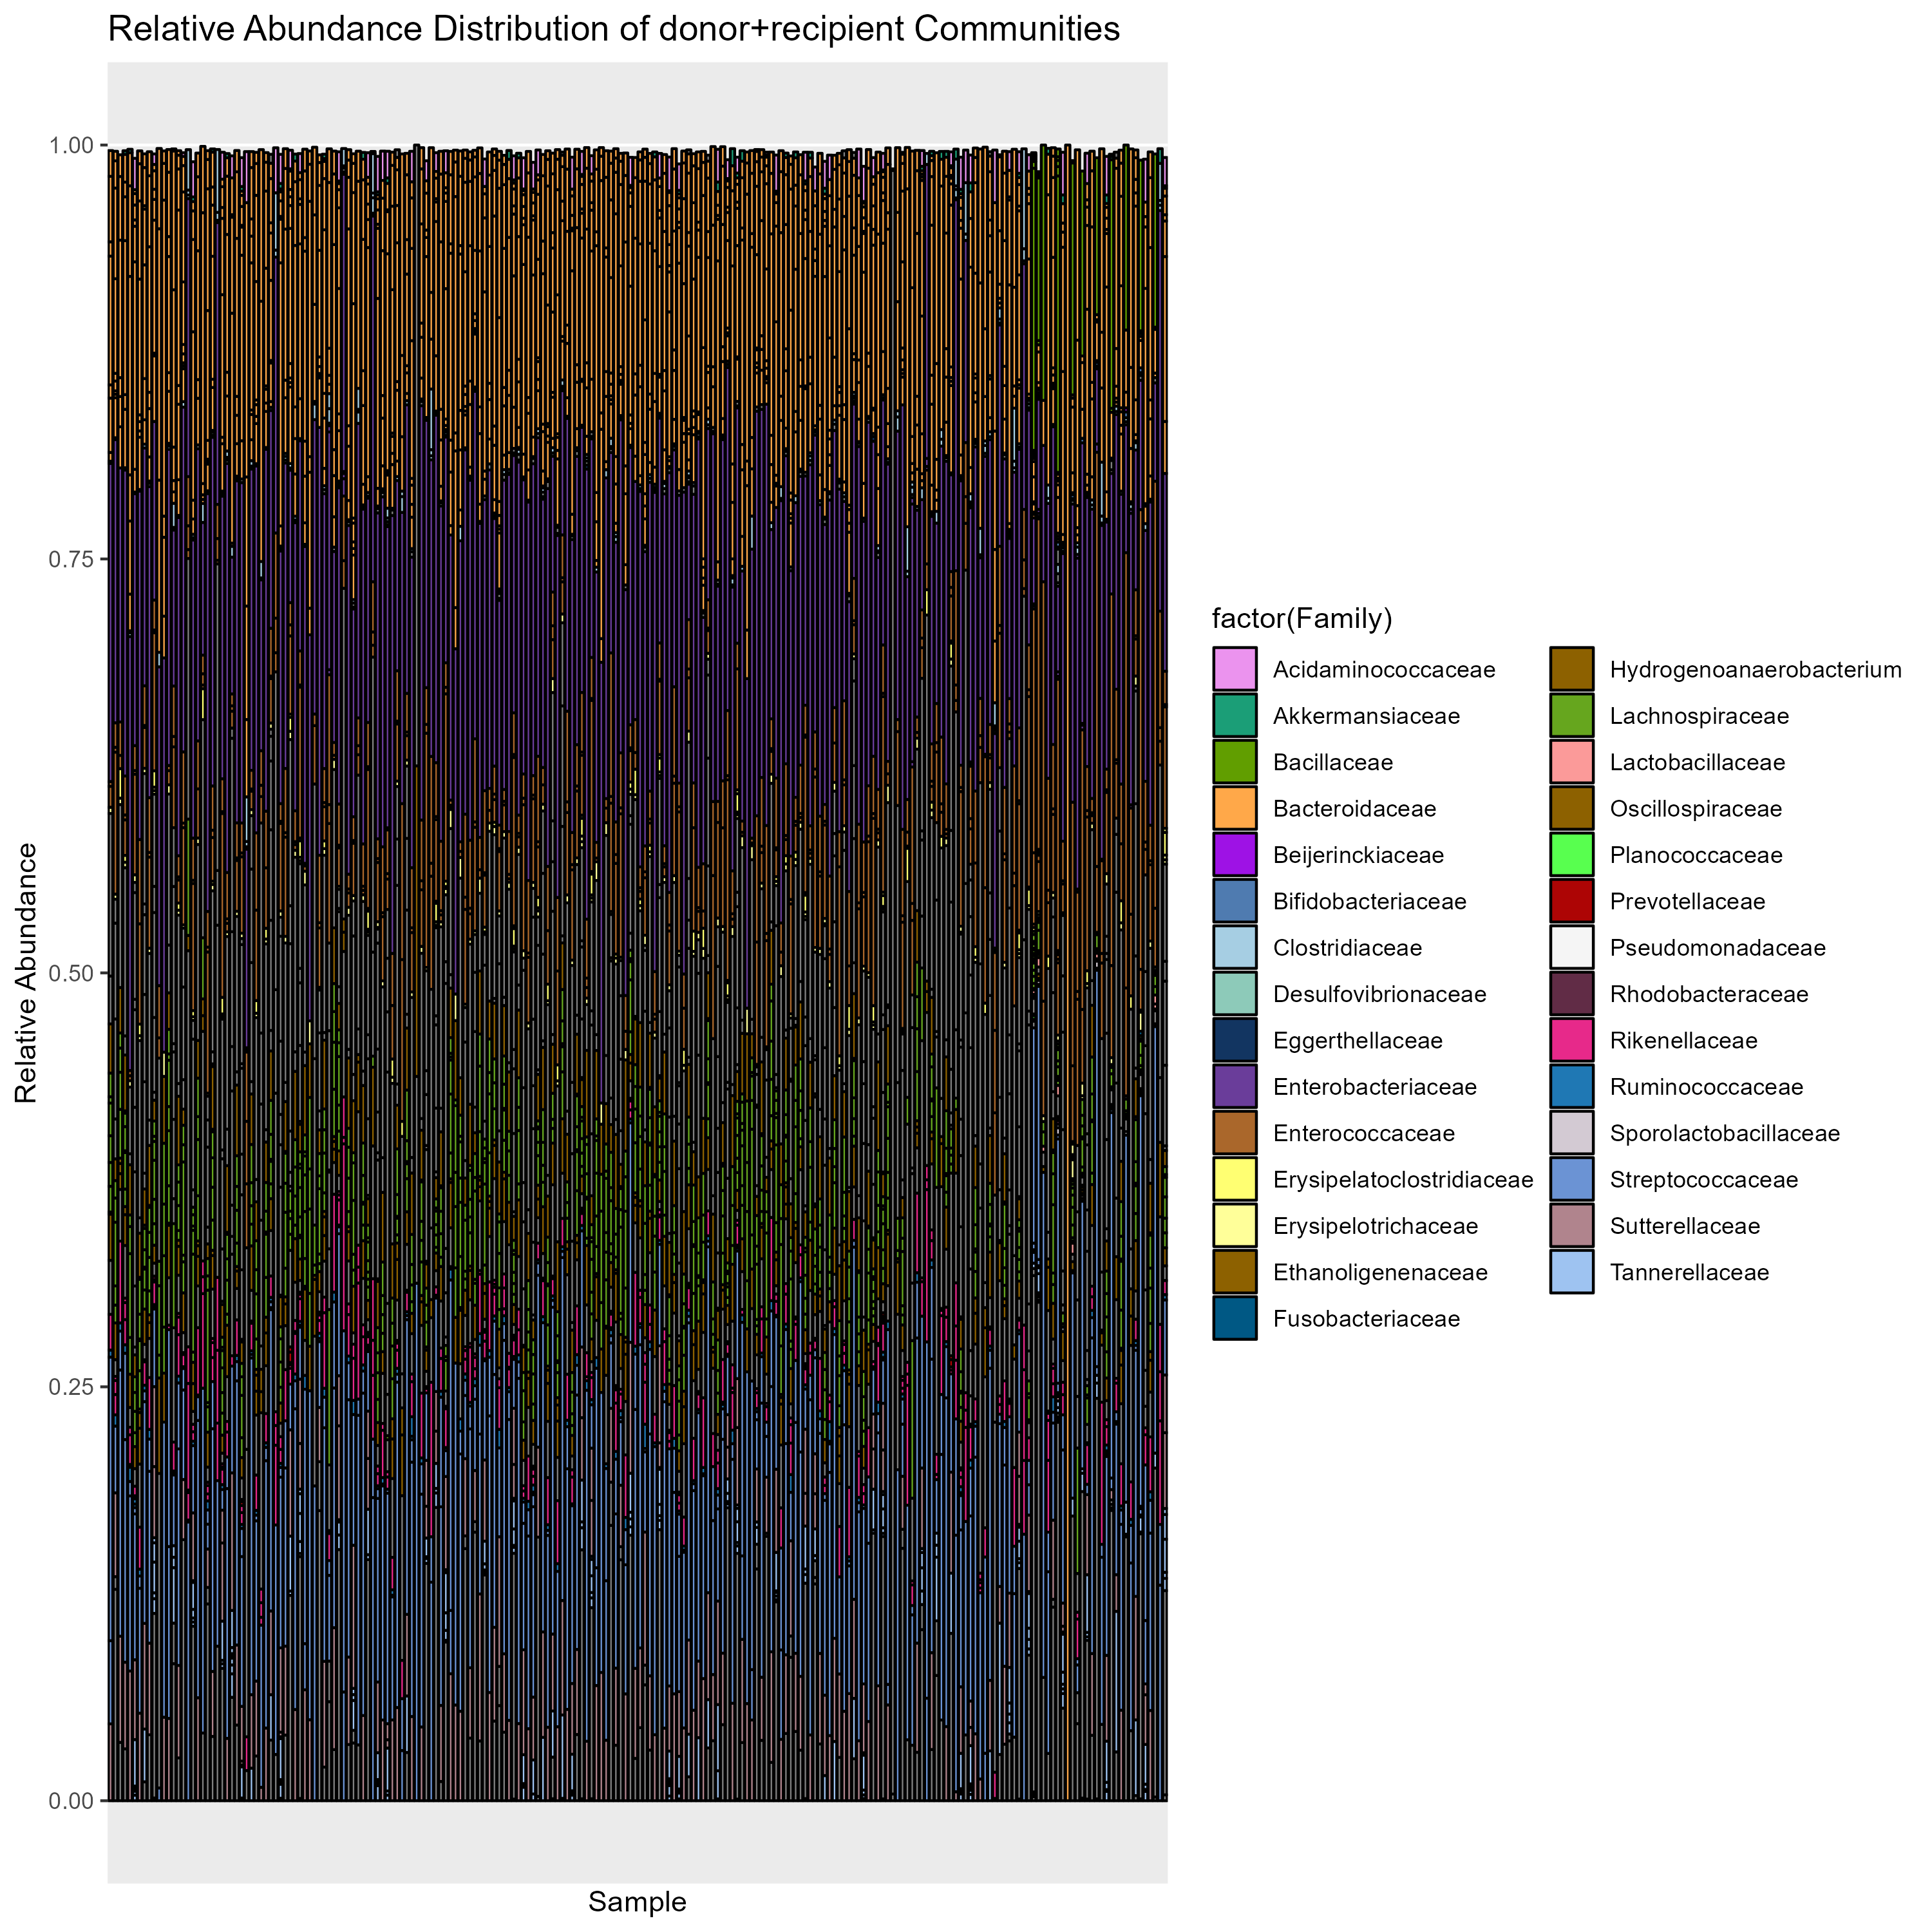 Relative Abundance Distribution of donor+recipient Communities
1.00
0.75
0.50
0.25
0.00
Relative Abundance
Sample
factor(Family)
Acidaminococcaceae
Akkermansiaceae
Bacillaceae
Bacteroidaceae
Beijerinckiaceae
Bifidobacteriaceae
Clostridiaceae
Desulfovibrionaceae
Eggerthellaceae
Enterobacteriaceae
Enterococcaceae
Erysipelatoclostridiaceae
Erysipelotrichaceae
Ethanoligenenaceae
Fusobacteriaceae
Hydrogenoanaerobacterium
Lachnospiraceae
Lactobacillaceae
Oscillospiraceae
Planococcaceae
Prevotellaceae
Pseudomonadaceae
Rhodobacteraceae
Rikenellaceae
Ruminococcaceae
Sporolactobacillaceae
Streptococcaceae
Sutterellaceae
Tannerellaceae